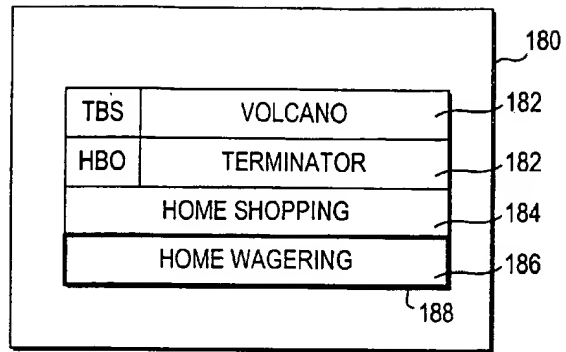 180
TBS VOLCANO 182
HBO TERMINATOR 182
HOME SHOPPING 184
HOME WAGERING 186
188